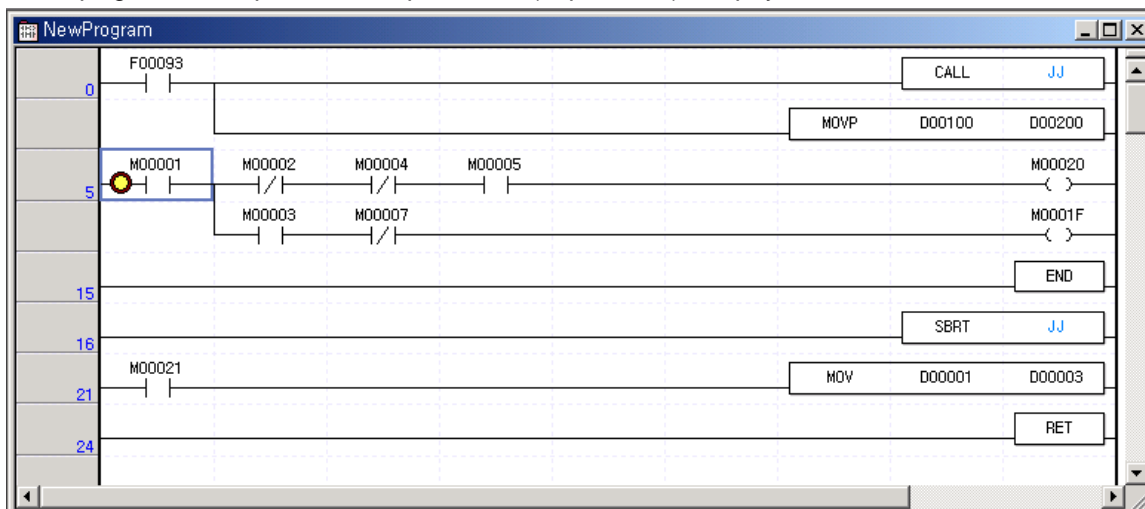 NewProgram
F00093
0
CALL JJ
MOVP D00100 D00200
M00001 M00002 M00004 M00005 M00020
5
M00003 M00007 M0001F
END
15
SBRT JJ
16
M00021
21
MOV D00001 D00003
RET
24